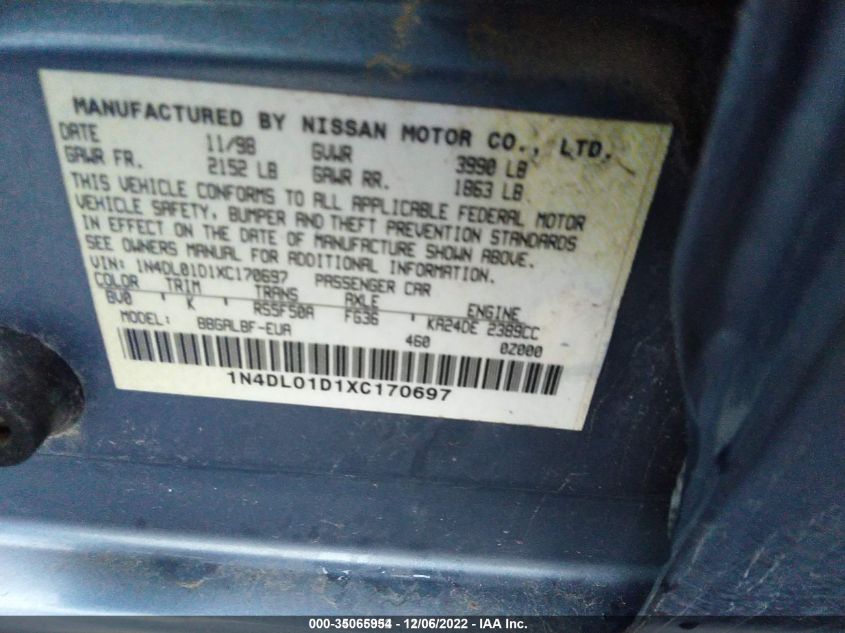 MANUFACTURED BY NISSAN MOTOR CO., LTD.
DATE 11/98 GVWR 3990 LB
GAWR FR. 2152 LB GAWR RR. 1863 LB
THIS VEHICLE CONFORMS TO ALL APPLICABLE FEDERAL MOTOR
VEHICLE SAFETY, BUMPER AND THEFT PREVENTION STANDARDS
IN EFFECT ON THE DATE OF MANUFACTURE SHOWN ABOVE.
SEE OWNERS MANUAL FOR ADDITIONAL INFORMATION.
VIN: 1N4DL01D1XC170697 PASSENGER CAR
COLOR TRIM TRANS AXLE ENGINE
BV0 K RS5F50A FG36 KA24DE 2389CC
MODEL: BBGALBF-EUA 460 0Z000
1N4DL01D1XC170697
000-35065954 - 12/06/2022 - IAA Inc.